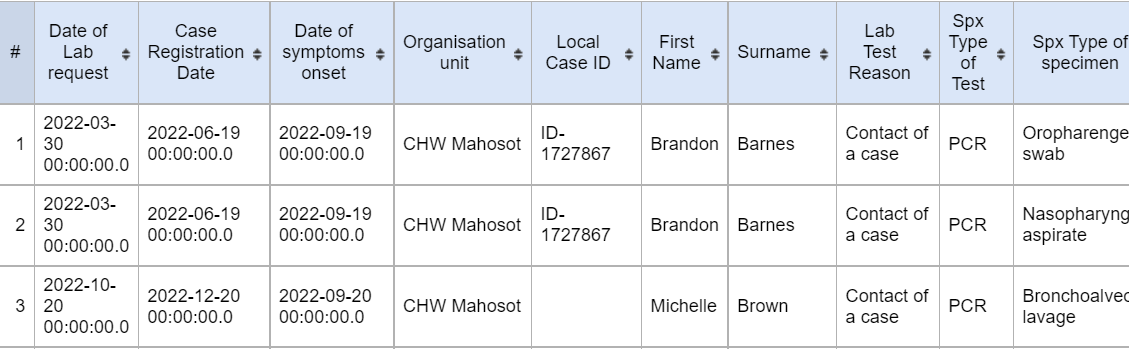 # Date of Lab request Case Registration Date Date of symptoms onset Organisation unit Local Case ID First Name Surname Lab Test Reason Spx Type of Test Spx Type of specimen
1 2022-03-30 00:00:00.0 2022-06-19 00:00:00.0 2022-09-19 00:00:00.0 CHW Mahosot ID-1727867 Brandon Barnes Contact of a case PCR Oropharenge swab
2 2022-03-30 00:00:00.0 2022-06-19 00:00:00.0 2022-09-19 00:00:00.0 CHW Mahosot ID-1727867 Brandon Barnes Contact of a case PCR Nasopharyng aspirate
3 2022-10-20 00:00:00.0 2022-12-20 00:00:00.0 2022-09-20 00:00:00.0 CHW Mahosot Michelle Brown Contact of a case PCR Bronchoalvec lavage